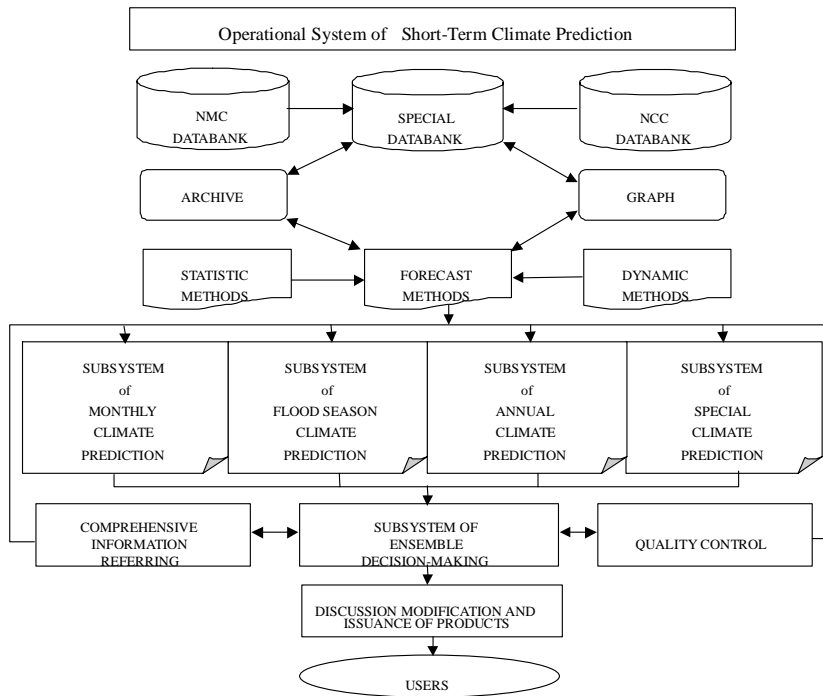 Operational System of Short-Term Climate Prediction
NMC
DATABANK
SPECIAL
DATABANK
NCC
DATABANK
ARCHIVE
GRAPH
STATISTIC
METHODS
FORECAST
METHODS
DYNAMIC
METHODS
SUBSYSTEM
of
MONTHLY
CLIMATE
PREDICTION
SUBSYSTEM
of
FLOOD SEASON
CLIMATE
PREDICTION
SUBSYSTEM
of
ANNUAL
CLIMATE
PREDICTION
SUBSYSTEM
of
SPECIAL
CLIMATE
PREDICTION
COMPREHENSIVE
INFORMATION
REFERRING
SUBSYSTEM OF
ENSEMBLE
DECISION-MAKING
QUALITY CONTROL
DISCUSSION MODIFICATION AND
ISSUANCE OF PRODUCTS
USERS